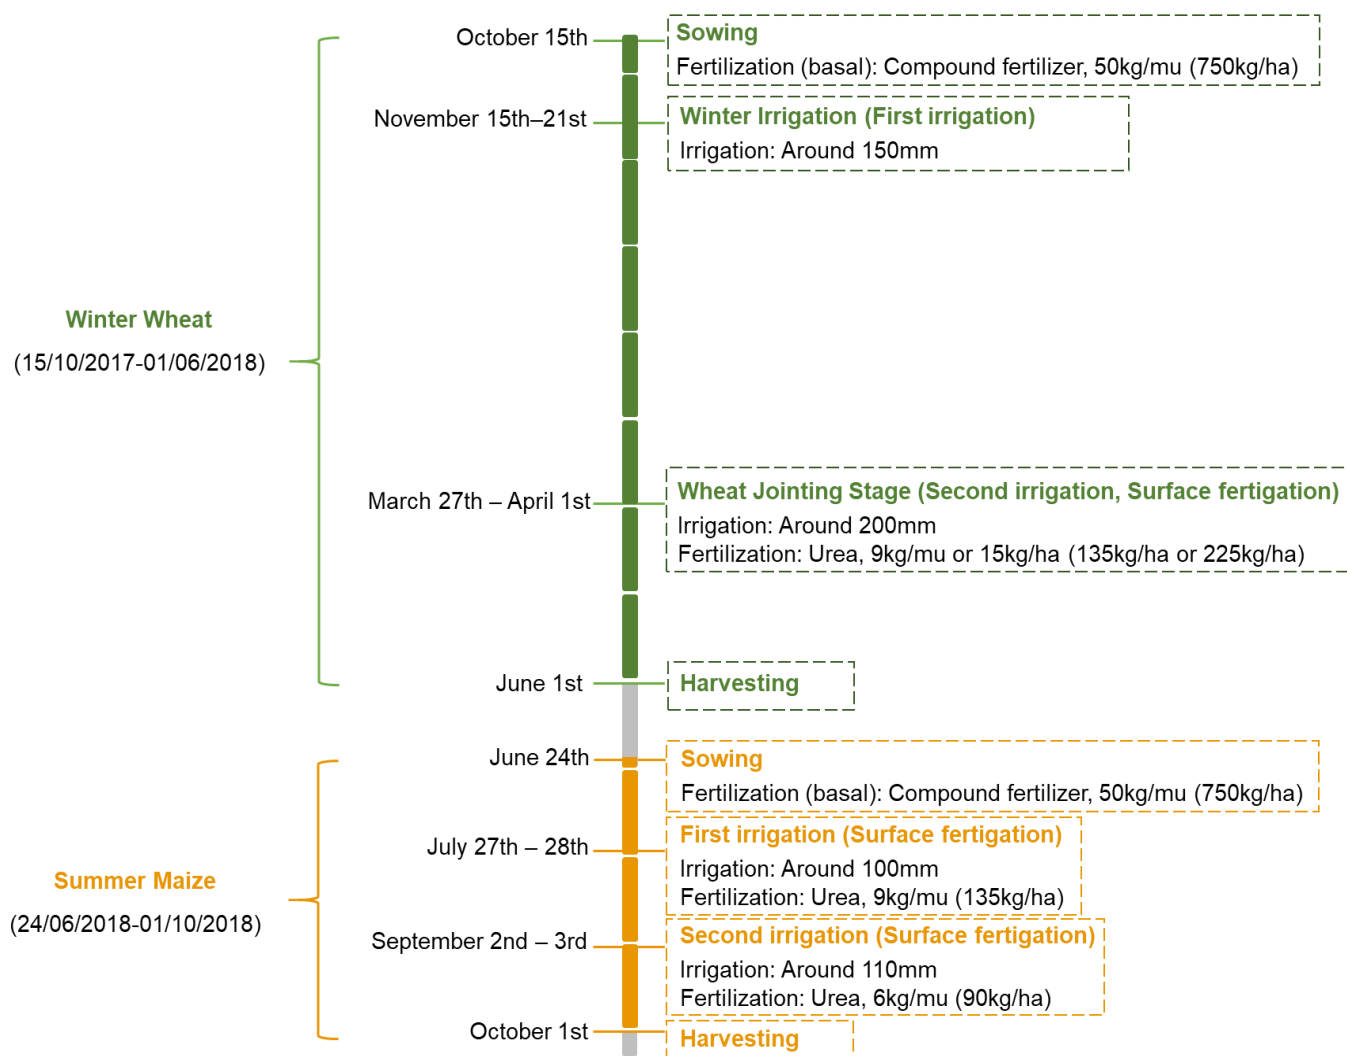 October 15th
Sowing
Fertilization (basal): Compound fertilizer, 50kg/mu (750kg/ha)
November 15th–21st
Winter Irrigation (First irrigation)
Irrigation: Around 150mm
Winter Wheat
(15/10/2017-01/06/2018)
March 27th – April 1st
Wheat Jointing Stage (Second irrigation, Surface fertigation)
Irrigation: Around 200mm
Fertilization: Urea, 9kg/mu or 15kg/ha (135kg/ha or 225kg/ha)
June 1st
Harvesting
June 24th
Sowing
Fertilization (basal): Compound fertilizer, 50kg/mu (750kg/ha)
July 27th – 28th
First irrigation (Surface fertigation)
Irrigation: Around 100mm
Fertilization: Urea, 9kg/mu (135kg/ha)
Summer Maize
(24/06/2018-01/10/2018)
September 2nd – 3rd
Second irrigation (Surface fertigation)
Irrigation: Around 110mm
Fertilization: Urea, 6kg/mu (90kg/ha)
October 1st
Harvesting